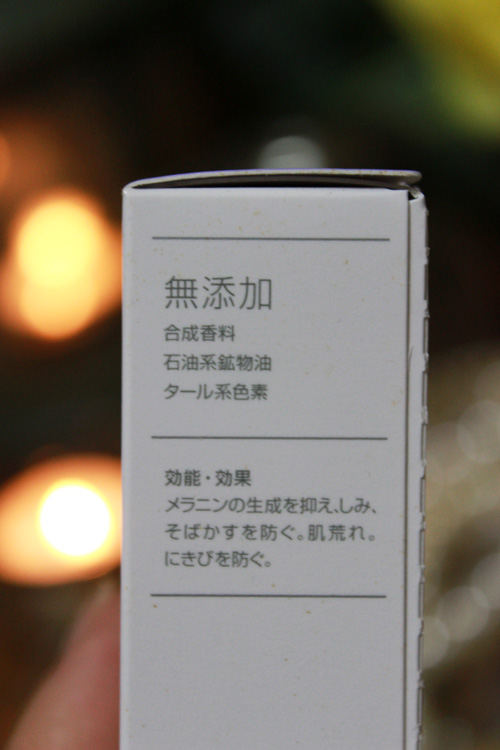 無添加
合成香料
石油系鉱物油
タール系色素
効能・効果
メラニンの生成を抑え、しみ、
そばかすを防ぐ。肌荒れ。
にきびを防ぐ。